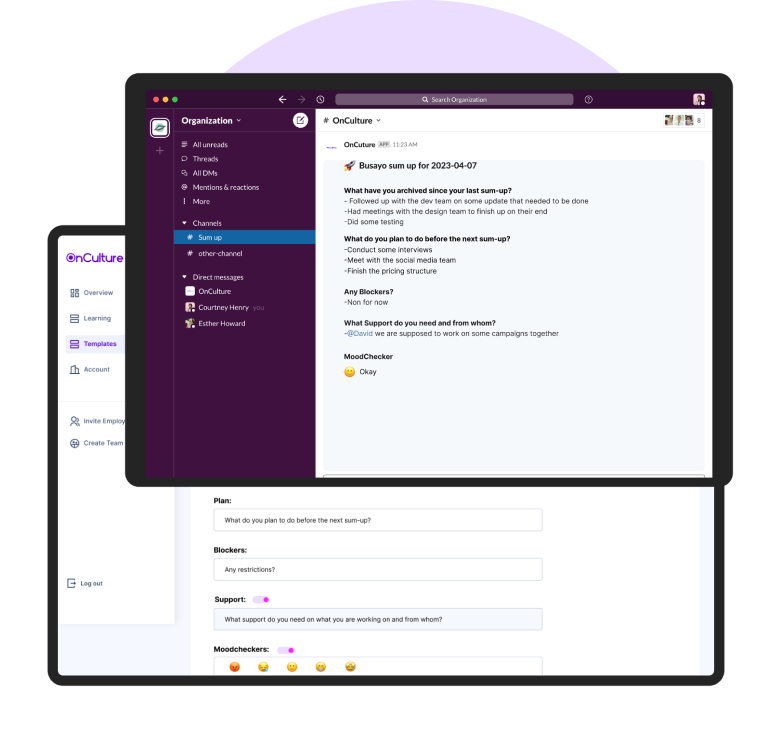 Search Organization
Organization
All unreads
Threads
All DMs
Mentions & reactions
More
Channels
# Sum up
# other-channel
Direct messages
OnCulture
Courtney Henry you
Esther Howard
# OnCulture
8
OnCuture APP 11:23 AM
Busayo sum up for 2023-04-07
What have you archived since your last sum-up?
- Followed up with the dev team on some update that needed to be done
-Had meetings with the design team to finish up on their end
-Did some testing
What do you plan to do before the next sum-up?
-Conduct some interviews
-Meet with the social media team
-Finish the pricing structure
Any Blockers?
-Non for now
What Support do you need and from whom?
-@David we are supposed to work on some campaigns together
MoodChecker
Okay
OnCulture
Overview
Learning
Templates
Account
Invite Employ
Create Team
Log out
Plan:
What do you plan to do before the next sum-up?
Blockers:
Any restrictions?
Support:
What support do you need on what you are working on and from whom?
Moodcheckers: